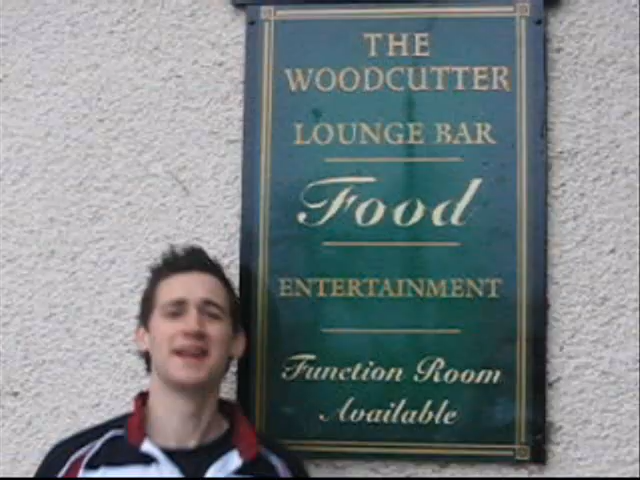 THE
WOODCUTTER
LOUNGE BAR
Food
ENTERTAINMENT
Function Room
Available